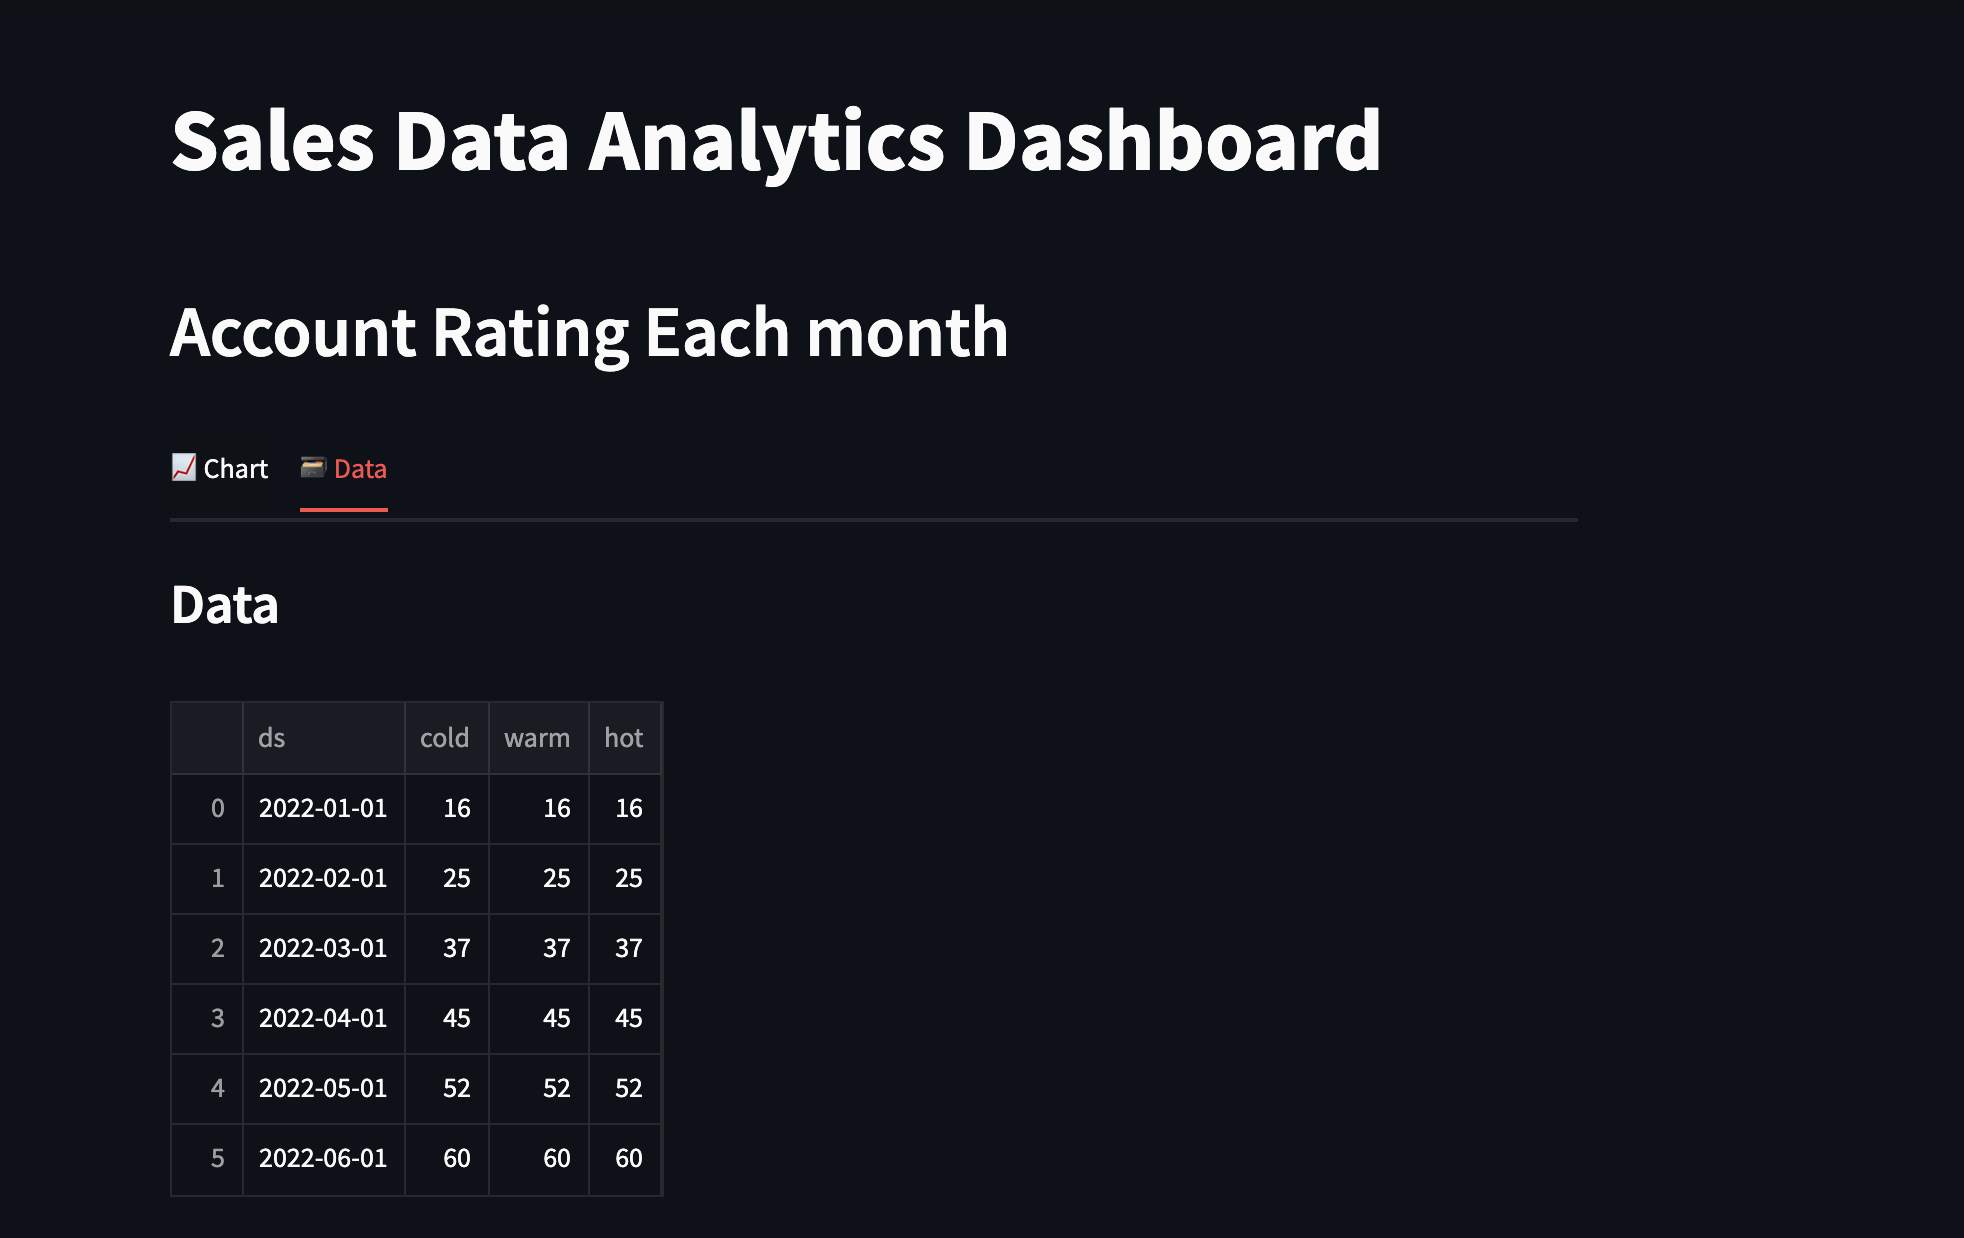 Sales Data Analytics Dashboard
Account Rating Each month
Chart Data
Data
ds cold warm hot
0 2022-01-01 16 16 16
1 2022-02-01 25 25 25
2 2022-03-01 37 37 37
3 2022-04-01 45 45 45
4 2022-05-01 52 52 52
5 2022-06-01 60 60 60